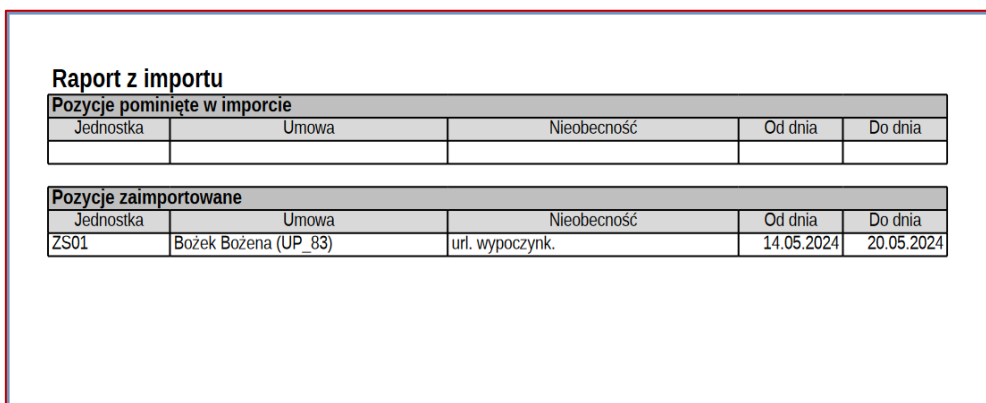 Raport z importu
Pozycje pominięte w imporcie
Jednostka Umowa Nieobecność Od dnia Do dnia
Pozycje zaimportowane
Jednostka Umowa Nieobecność Od dnia Do dnia
ZS01 Bożek Bożena (UP_83) url. wypoczynk. 14.05.2024 20.05.2024